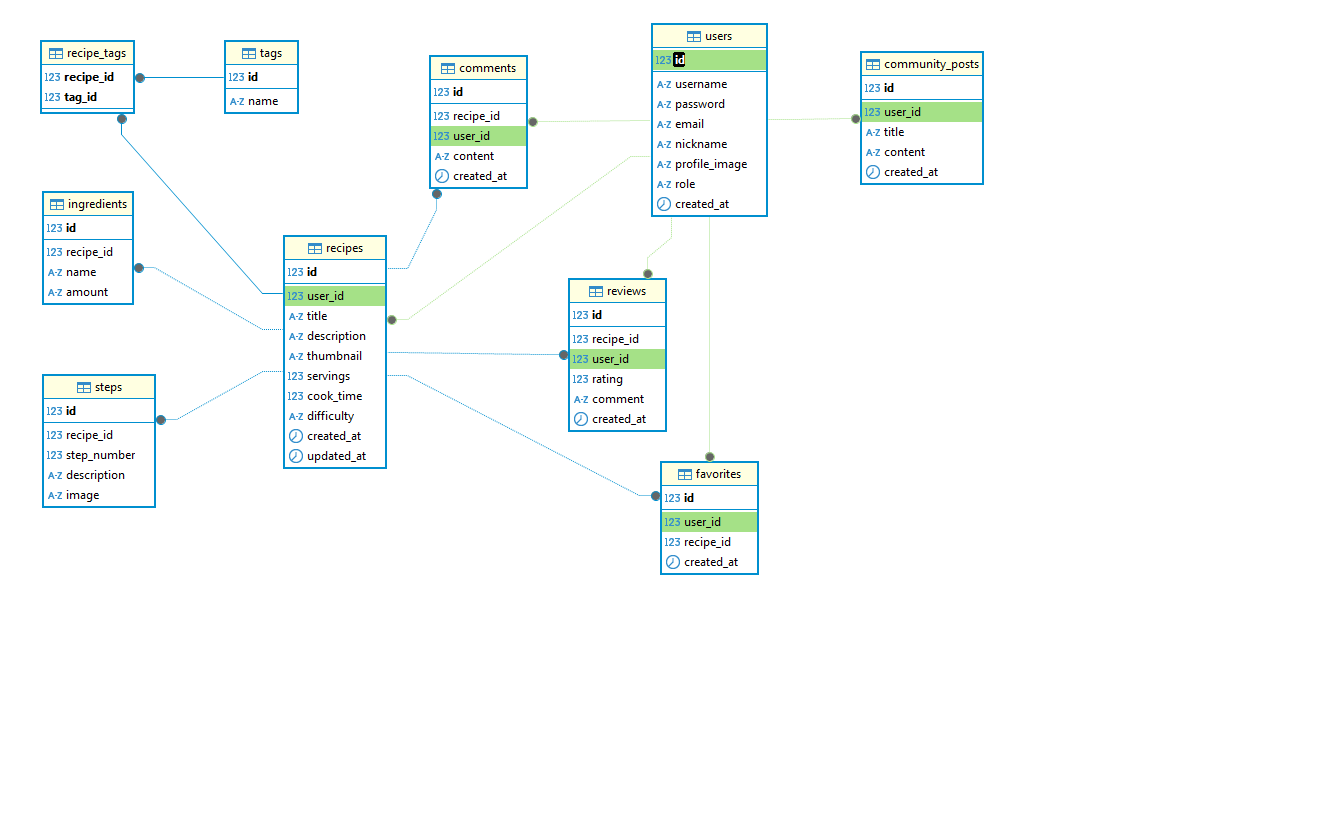 recipe_tags
123 recipe_id
123 tag_id
tags
123 id
A-Z name
comments
123 id
123 recipe_id
123 user_id
A-Z content
created_at
users
123 id
A-Z username
A-Z password
A-Z email
A-Z nickname
A-Z profile_image
A-Z role
created_at
community_posts
123 id
123 user_id
A-Z title
A-Z content
created_at
ingredients
123 id
123 recipe_id
A-Z name
A-Z amount
recipes
123 id
123 user_id
A-Z title
A-Z description
A-Z thumbnail
123 servings
123 cook_time
A-Z difficulty
created_at
updated_at
reviews
123 id
123 recipe_id
123 user_id
123 rating
A-Z comment
created_at
steps
123 id
123 recipe_id
123 step_number
A-Z description
A-Z image
favorites
123 id
123 user_id
123 recipe_id
created_at